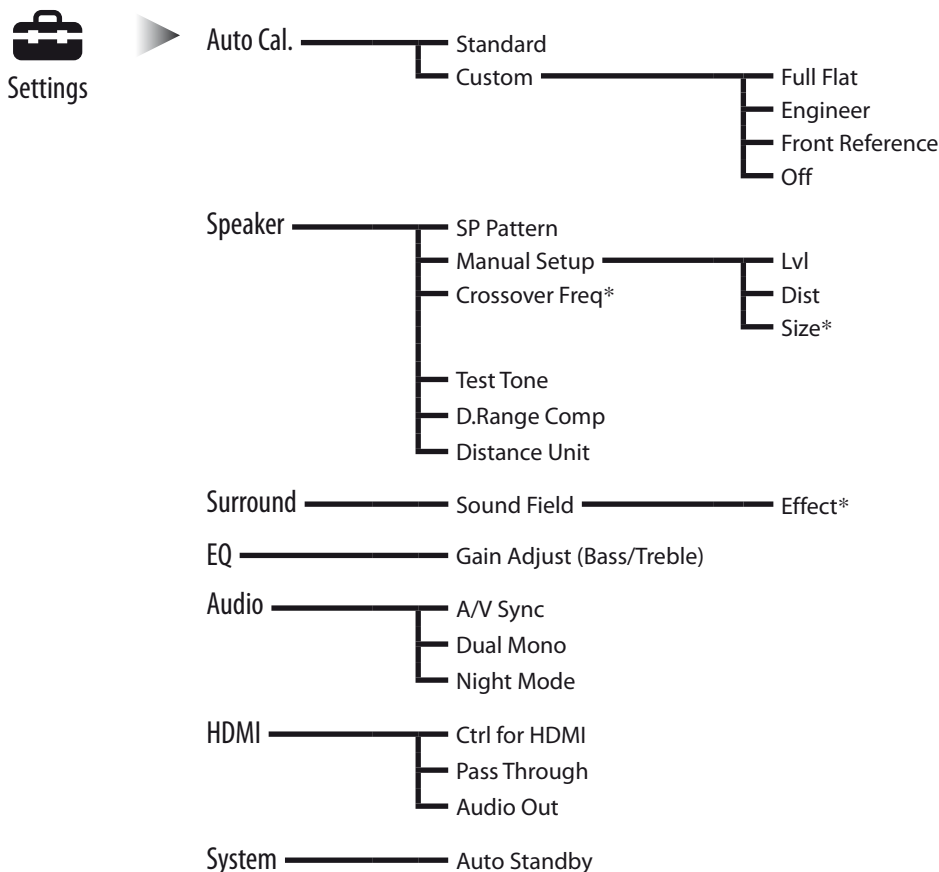 Settings
Auto Cal.
Standard
Custom
Full Flat
Engineer
Front Reference
Off
Speaker
SP Pattern
Manual Setup
Lvl
Dist
Size*
Crossover Freq*
Test Tone
D.Range Comp
Distance Unit
Surround
Sound Field
Effect*
EQ
Gain Adjust (Bass/Treble)
Audio
A/V Sync
Dual Mono
Night Mode
HDMI
Ctrl for HDMI
Pass Through
Audio Out
System
Auto Standby